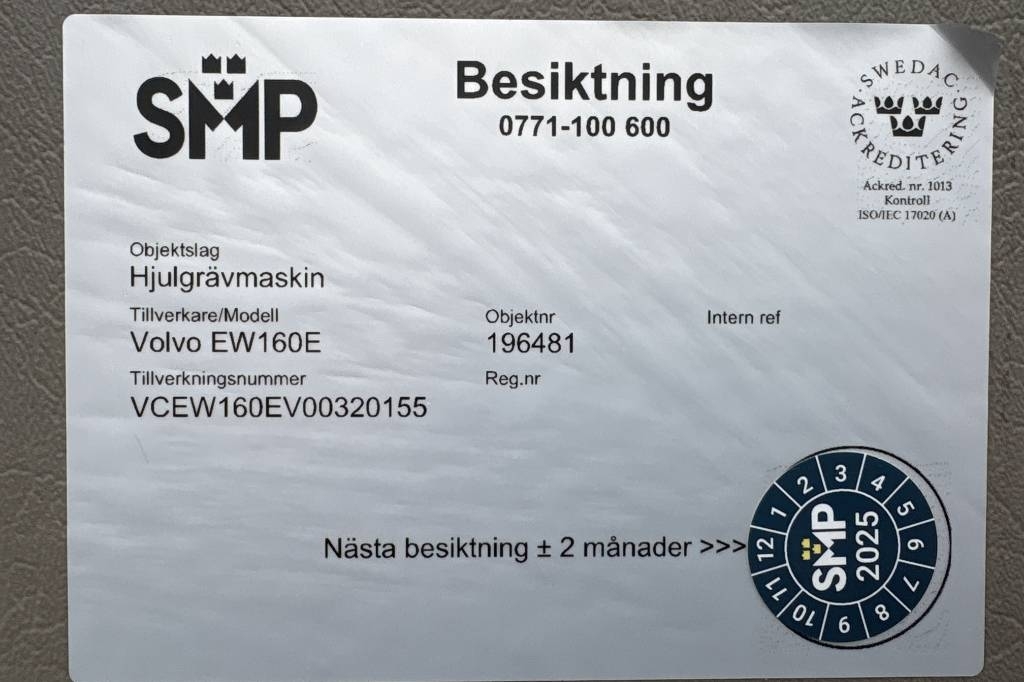 SMP
Besiktning
0771-100 600
SWEDAC
ACKREDITERING
Ackred. nr. 1013
Kontroll
ISO/IEC 17020 (A)
Objektslag
Hjulgrävmaskin
Tillverkare/Modell
Volvo EW160E
Objektnr
196481
Intern ref
Tillverkningsnummer
VCEW160EV00320155
Reg.nr
Nästa besiktning ± 2 månader >>>
1 2 3 4 5 6 7 8 9 10 11 12
SMP
2025